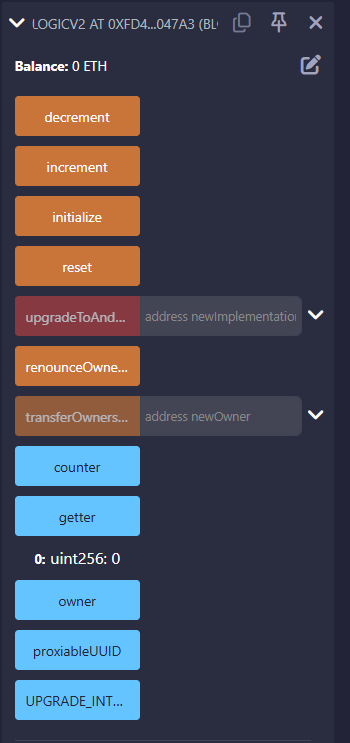 LOGICV2 AT 0XFD4...047A3 (BL
Balance: 0 ETH
decrement
increment
initialize
reset
upgradeToAnd... address newImplementation
renounceOwne...
transferOwners... address newOwner
counter
getter
0: uint256: 0
owner
proxiableUUID
UPGRADE_INT...